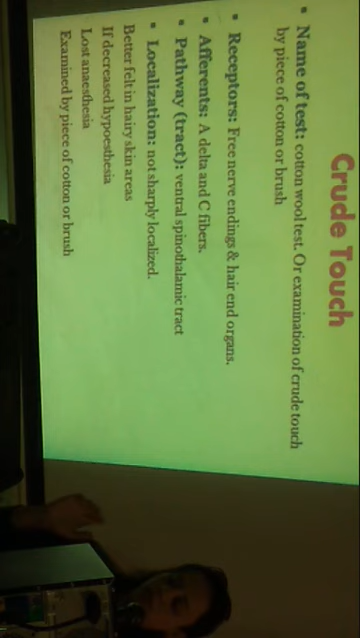 Crude Touch
• Name of test: cotton wool test. Or examination of crude touch
by piece of cotton or brush
• Receptors: Free nerve endings & hair end organs.
• Afferents: A delta and C fibers.
• Pathway (tract): ventral spinothalamic tract
• Localization: not sharply localized.
Better felt in hairy skin areas
If decreased hypoesthesia
Lost anaesthesia
Examined by piece of cotton or brush